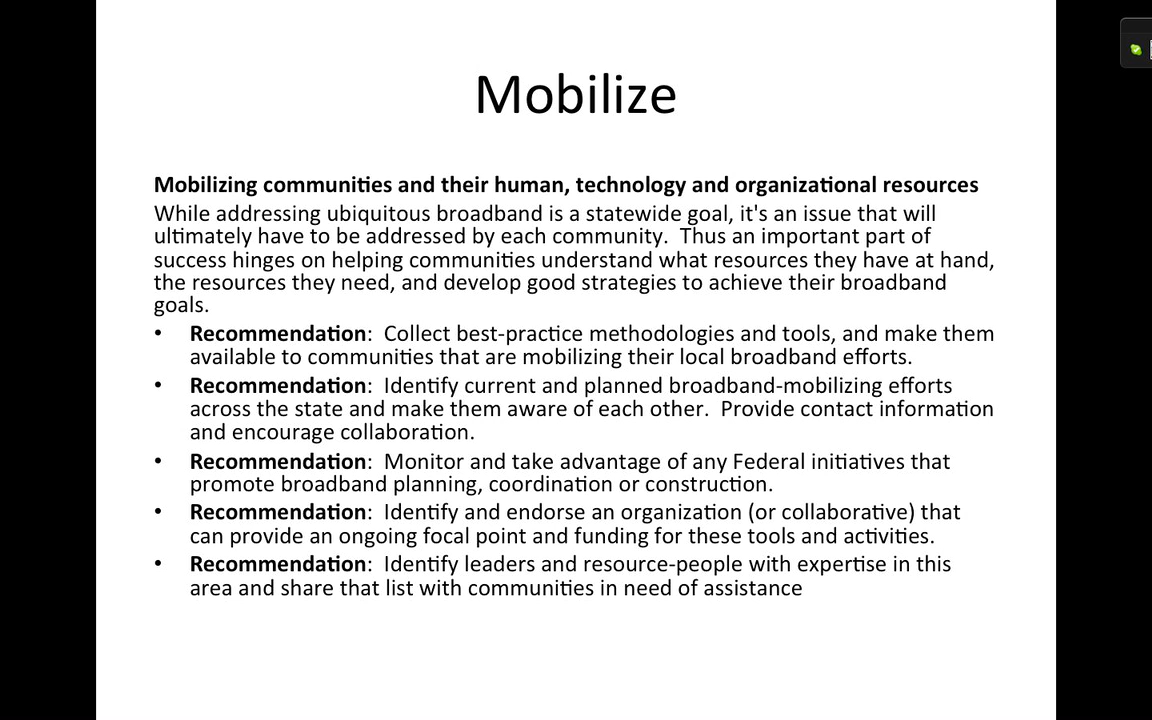 Mobilize
Mobilizing communities and their human, technology and organizational resources
While addressing ubiquitous broadband is a statewide goal, it's an issue that will
ultimately have to be addressed by each community.  Thus an important part of
success hinges on helping communities understand what resources they have at hand,
the resources they need, and develop good strategies to achieve their broadband
goals.
• Recommendation:  Collect best-practice methodologies and tools, and make them
available to communities that are mobilizing their local broadband efforts.
• Recommendation:  Identify current and planned broadband-mobilizing efforts
across the state and make them aware of each other.  Provide contact information
and encourage collaboration.
• Recommendation:  Monitor and take advantage of any Federal initiatives that
promote broadband planning, coordination or construction.
• Recommendation:  Identify and endorse an organization (or collaborative) that
can provide an ongoing focal point and funding for these tools and activities.
• Recommendation:  Identify leaders and resource-people with expertise in this
area and share that list with communities in need of assistance